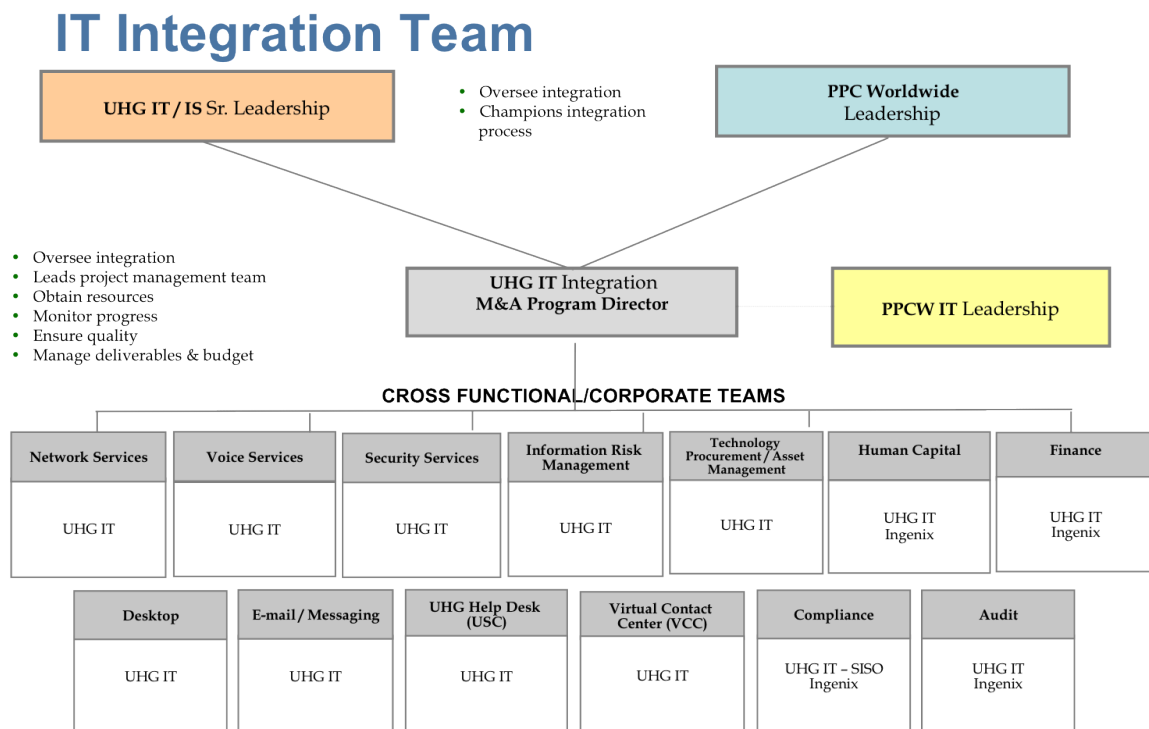 IT Integration Team
UHG IT / IS Sr. Leadership
• Oversee integration
• Champions integration
process
PPC Worldwide
Leadership
• Oversee integration
• Leads project management team
• Obtain resources
• Monitor progress
• Ensure quality
• Manage deliverables & budget
UHG IT Integration
M&A Program Director
PPCW IT Leadership
CROSS FUNCTIONAL/CORPORATE TEAMS
Network Services
UHG IT
Voice Services
UHG IT
Security Services
UHG IT
Information Risk
Management
UHG IT
Technology
Procurement / Asset
Management
UHG IT
Human Capital
UHG IT
Ingenix
Finance
UHG IT
Ingenix
Desktop
UHG IT
E-mail / Messaging
UHG IT
UHG Help Desk
(USC)
UHG IT
Virtual Contact
Center (VCC)
UHG IT
Compliance
UHG IT – SISO
Ingenix
Audit
UHG IT
Ingenix